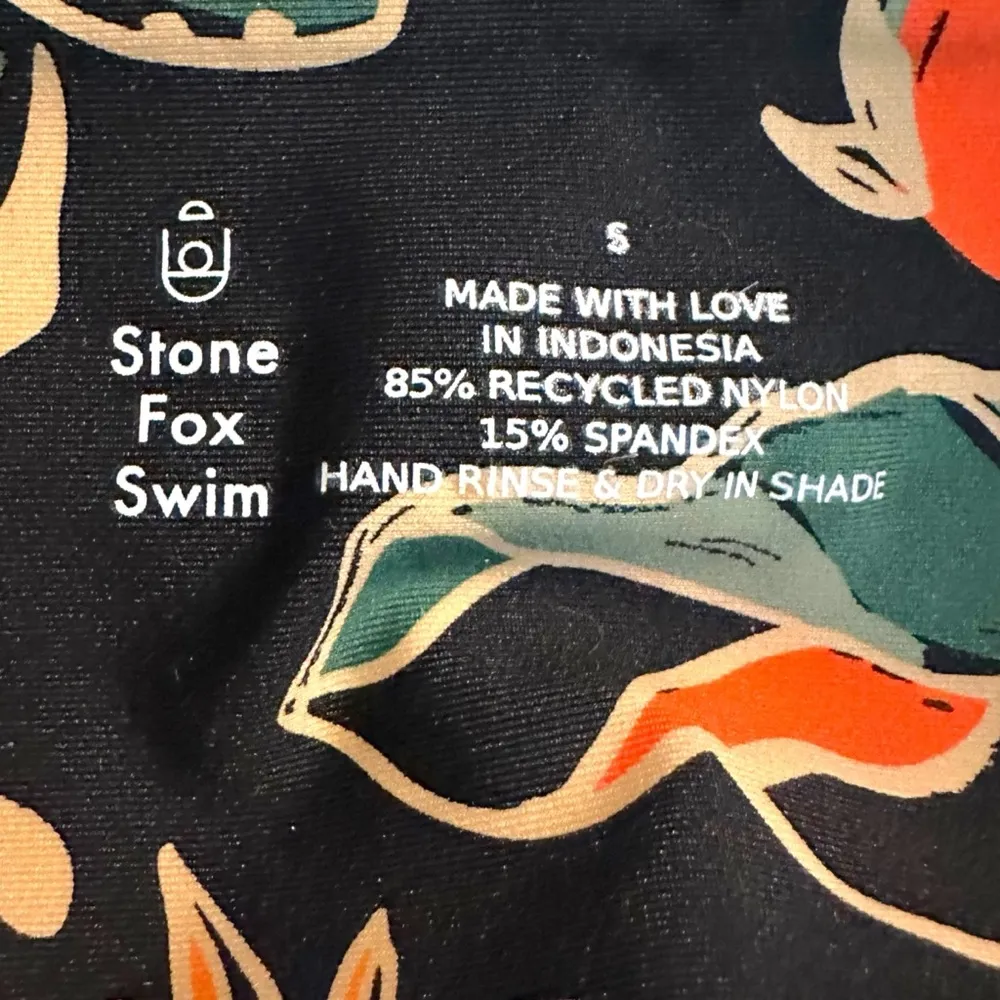 Stone
Fox
Swim
S
MADE WITH LOVE
IN INDONESIA
85% RECYCLED NYLON
15% SPANDEX
HAND RINSE & DRY IN SHADE